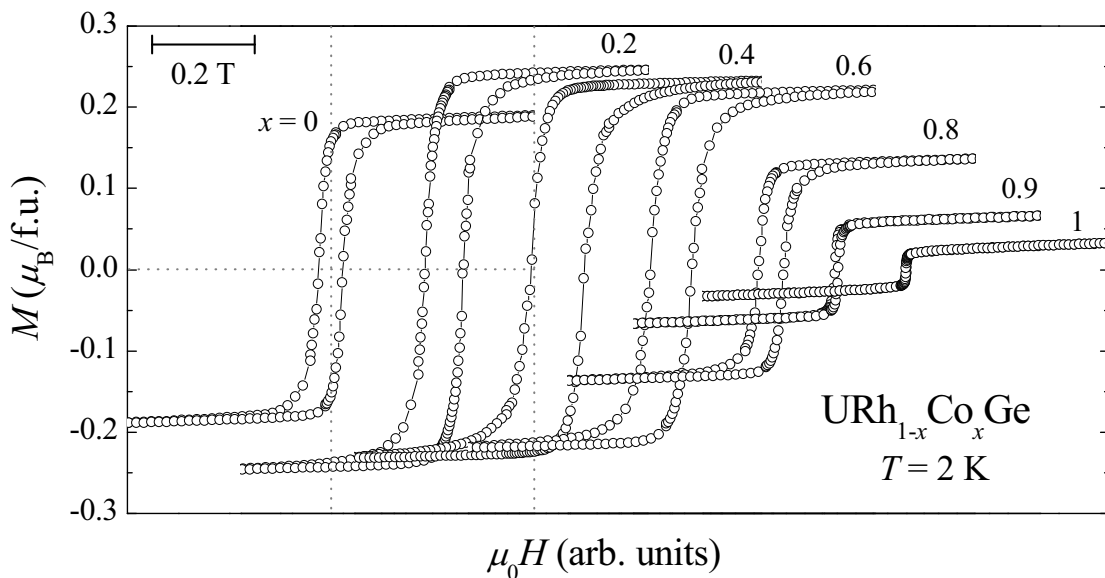 0.3
0.2
0.1
0.0
-0.1
-0.2
-0.3
M (μB/f.u.)
0.2 T
x = 0
0.2
0.4
0.6
0.8
0.9
1
URh1-xCoxGe
T = 2 K
μ0H (arb. units)